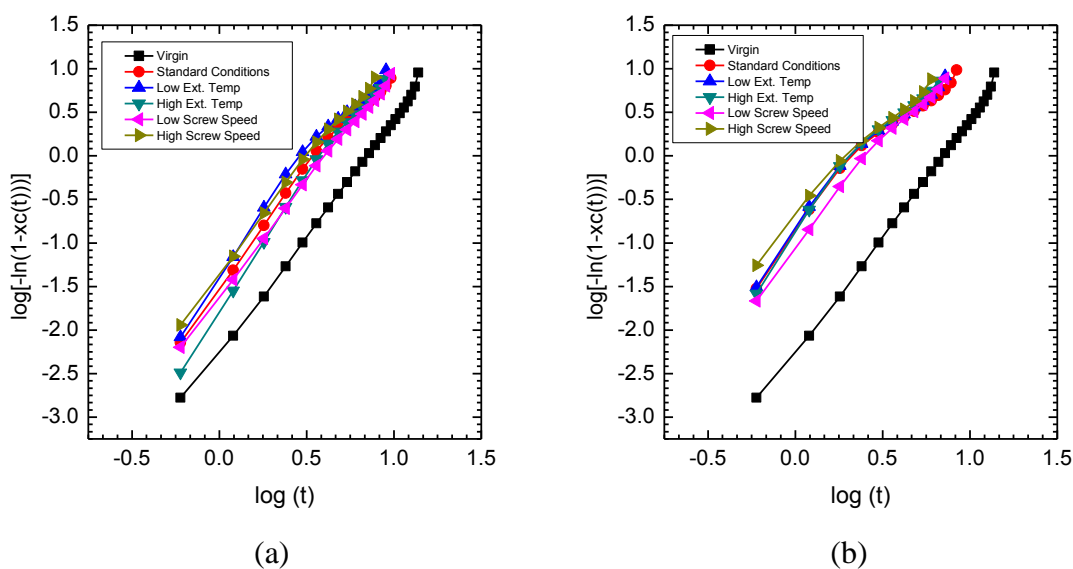 1.5
1.0
0.5
0.0
-0.5
-1.0
-1.5
-2.0
-2.5
-3.0
log[-ln(1-xc(t)))]
Virgin
Standard Conditions
Low Ext. Temp
High Ext. Temp
Low Screw Speed
High Screw Speed
-0.5 0.0 0.5 1.0 1.5
log (t)
(a)
1.5
1.0
0.5
0.0
-0.5
-1.0
-1.5
-2.0
-2.5
-3.0
log[-ln(1-xc(t)))]
Virgin
Standard Conditions
Low Ext. Temp
High Ext. Temp
Low Screw Speed
High Screw Speed
-0.5 0.0 0.5 1.0 1.5
log (t)
(b)